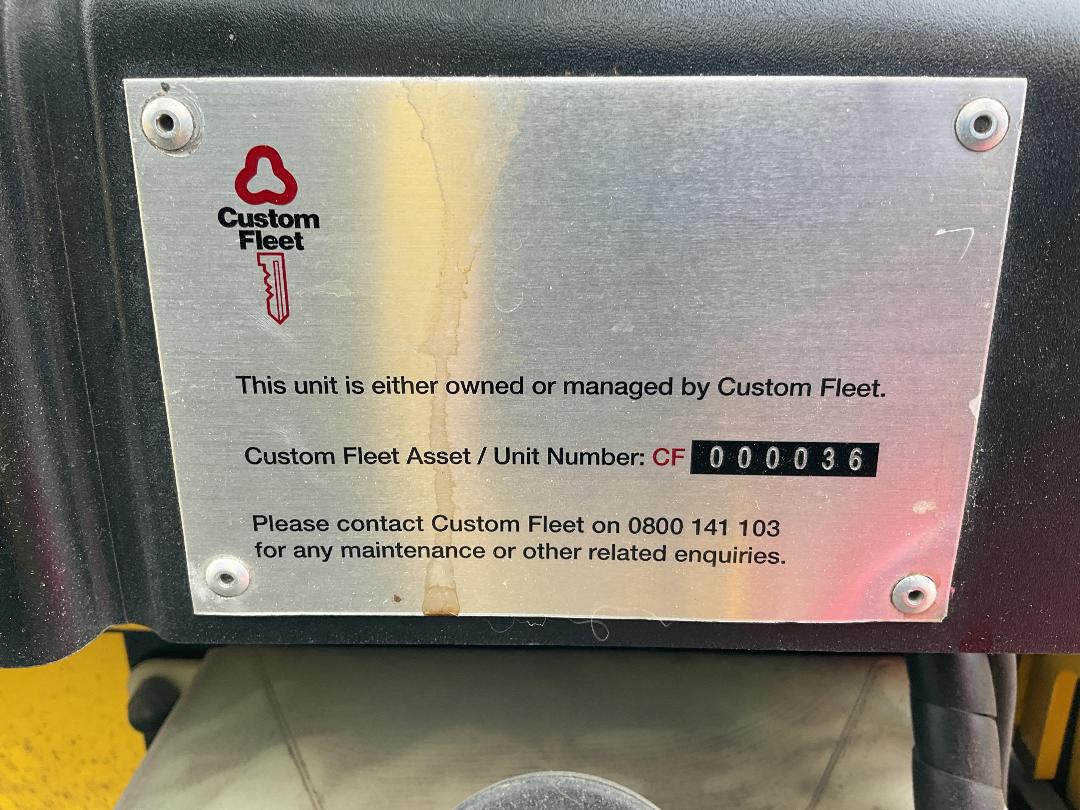 Custom
Fleet
This unit is either owned or managed by Custom Fleet.
Custom Fleet Asset / Unit Number: CF 000036
Please contact Custom Fleet on 0800 141 103
for any maintenance or other related enquiries.